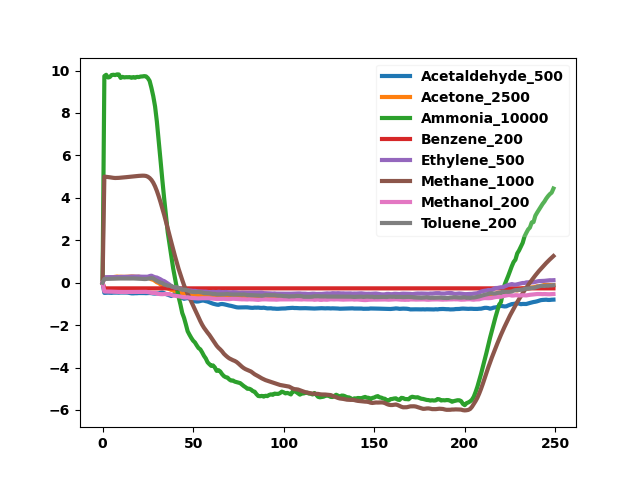 10
8
6
4
2
0
−2
−4
−6
0
50
100
150
200
250
Acetaldehyde_500
Acetone_2500
Ammonia_10000
Benzene_200
Ethylene_500
Methane_1000
Methanol_200
Toluene_200